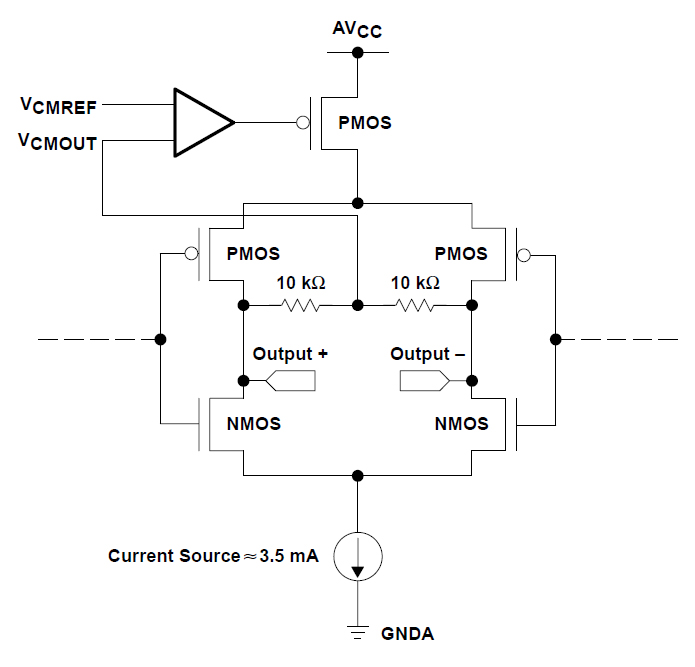 AVCC
VCMREF
PMOS
VCMOUT
PMOS
PMOS
10 kΩ
10 kΩ
Output +
Output –
NMOS
NMOS
Current Source ≈ 3.5 mA
GNDA